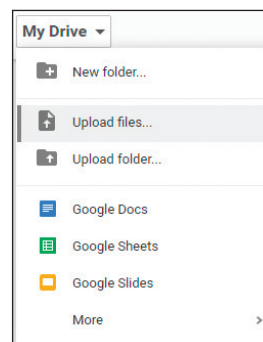 My Drive
New folder...
Upload files...
Upload folder...
Google Docs
Google Sheets
Google Slides
More